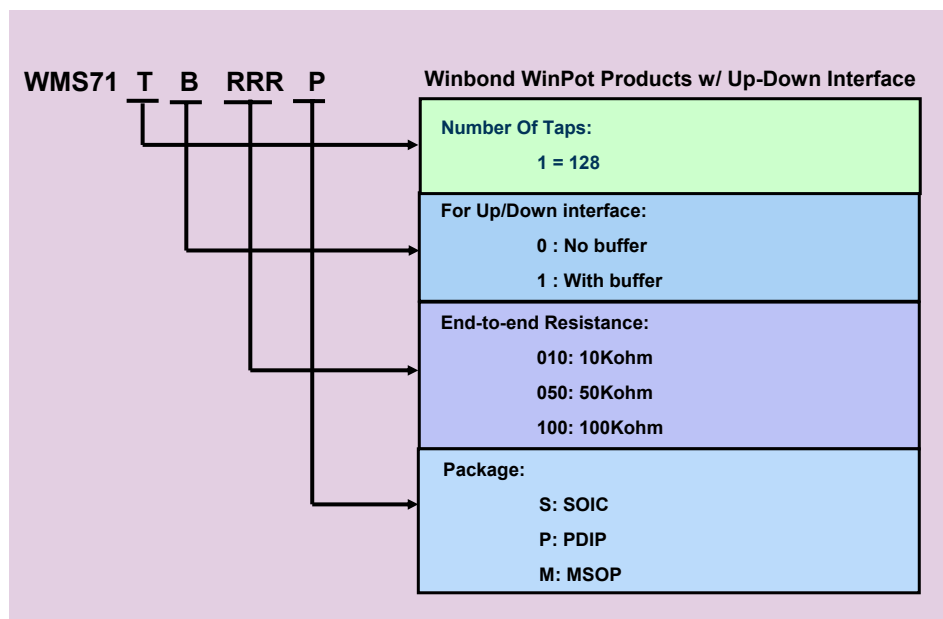 WMS71 T B RRR P
Winbond WinPot Products w/ Up-Down Interface
Number Of Taps:
1 = 128
For Up/Down interface:
0 : No buffer
1 : With buffer
End-to-end Resistance:
010: 10Kohm
050: 50Kohm
100: 100Kohm
Package:
S: SOIC
P: PDIP
M: MSOP